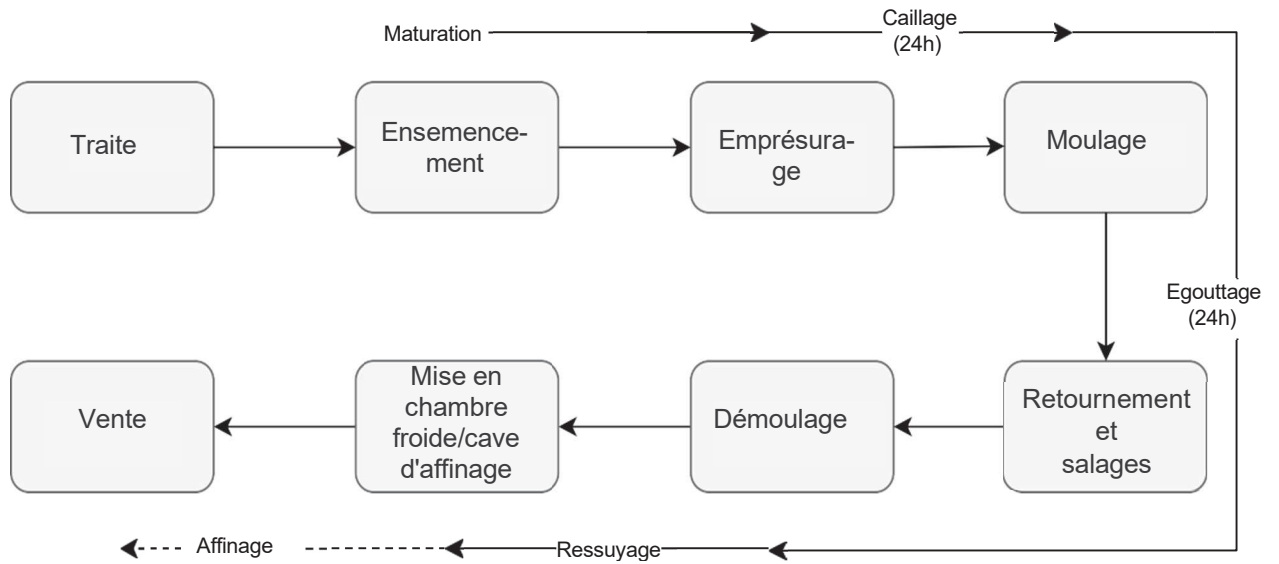 Maturation
Caillage
(24h)
Traite
Ensemence-
ment
Emprésura-
ge
Moulage
Egouttage
(24h)
Vente
Mise en
chambre
froide/cave
d'affinage
Démoulage
Retournement
et
salages
Affinage
Ressuyage